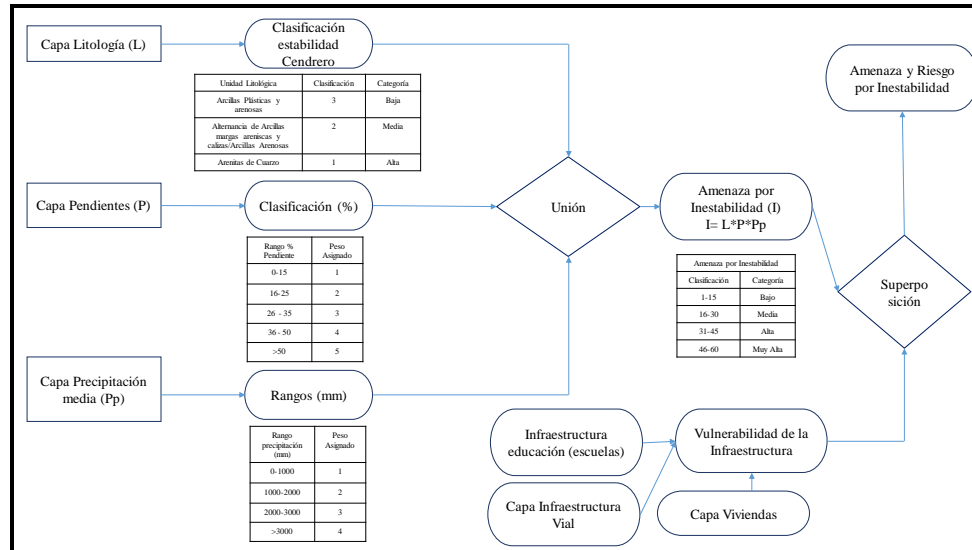 Capa Litología (L)
Clasificación
estabilidad
Cendrero
Unidad Litológica Clasificación Categoría
Arcillas Plásticas y
arenosas
3 Baja
Alternancia de Arcillas
margas areniscas y
calizas/Arcillas Arenosas
2 Media
Arenitas de Cuarzo 1 Alta
Capa Pendientes (P)
Clasificación (%)
Rango %
Pendiente
Peso
Asignado
0-15 1
16-25 2
26 - 35 3
36 - 50 4
>50 5
Capa Precipitación
media (Pp)
Rangos (mm)
Rango
precipitación
(mm)
Peso
Asignado
0-1000 1
1000-2000 2
2000-3000 3
>3000 4
Unión
Amenaza por
Inestabilidad (I)
I= L*P*Pp
Amenaza por Inestabilidad
Clasificación Categoría
1-15 Bajo
16-30 Media
31-45 Alta
46-60 Muy Alta
Infraestructura
educación (escuelas)
Capa Infraestructura
Vial
Capa Viviendas
Vulnerabilidad de la
Infraestructura
Superpo
sición
Amenaza y Riesgo
por Inestabilidad